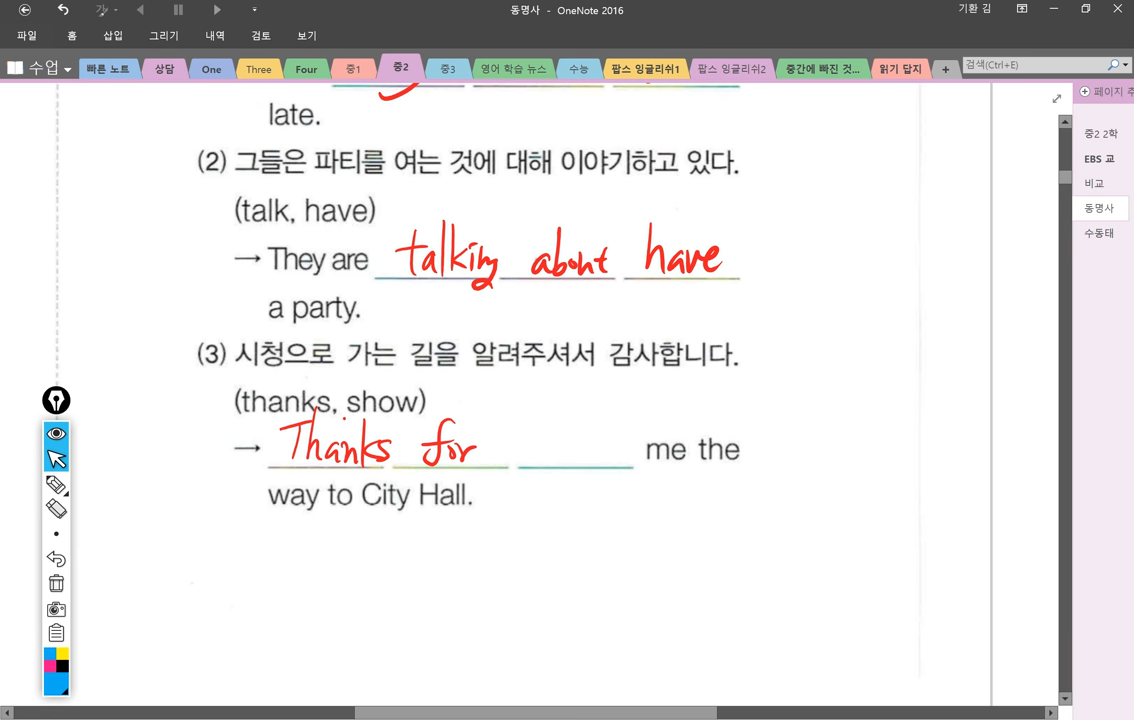 동명사 - OneNote 2016
기환 김
파일 홈 삽입 그리기 내역 검토 보기
수업 빠른 노트 상담 One Three Four 중1 중2 중3 영어 학습 뉴스 수능 팝스 잉글리쉬1 팝스 잉글리쉬2 중간에 빠진 것... 읽기 답지 + 검색(Ctrl+E)
페이지 추
중2 2학
EBS 교
비교
동명사
수동태
late.
(2) 그들은 파티를 여는 것에 대해 이야기하고 있다.
(talk, have)
→ They are talking about have
a party.
(3) 시청으로 가는 길을 알려주셔서 감사합니다.
(thanks, show)
→ Thanks for me the
way to City Hall.